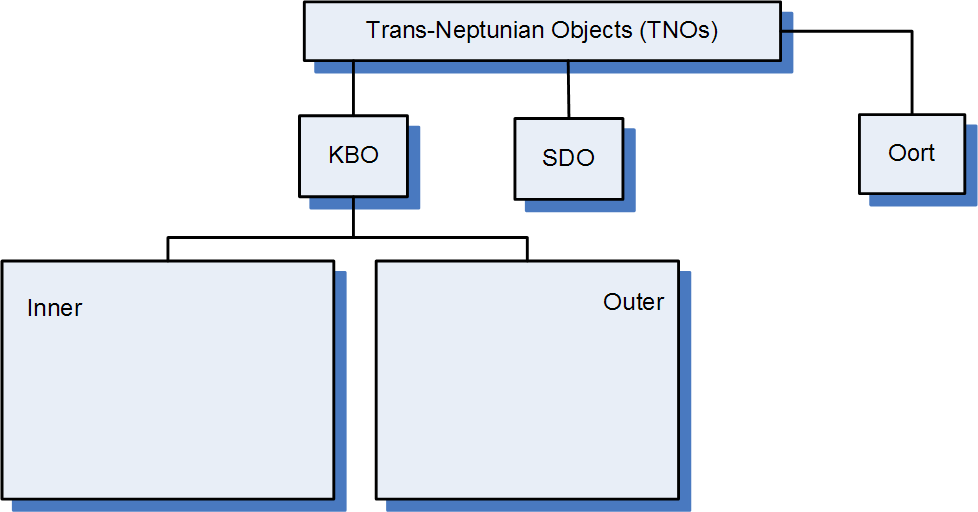 Trans-Neptunian Objects (TNOs)
KBO
SDO
Oort
Inner
Outer